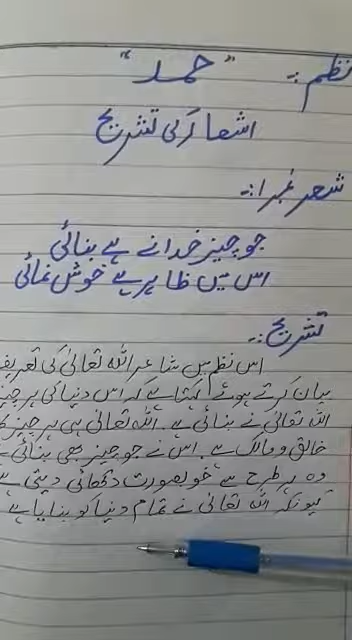 نظم :۔ "حمد"
اشعار کی تشریح
شعر نمبر ۱:۔
جو چیز خدا نے ہے بنائی
اس میں ظاہر ہے خوش نمائی
تشریح:۔
اس نظم میں شاعر اللہ تعالیٰ کی تعریف
بیان کرتے ہوئے کہتا ہے کہ اس دنیا کی ہر چیز
اللہ تعالیٰ نے بنائی ہے۔ اللہ تعالیٰ ہی ہر چیز کا
خالق و مالک ہے۔ اس نے جو چیز بھی بنائی ہے
وہ ہر طرح سے خوبصورت دکھائی دیتی ہے
کیونکہ اللہ تعالیٰ نے تمام دنیا کو بنایا ہے